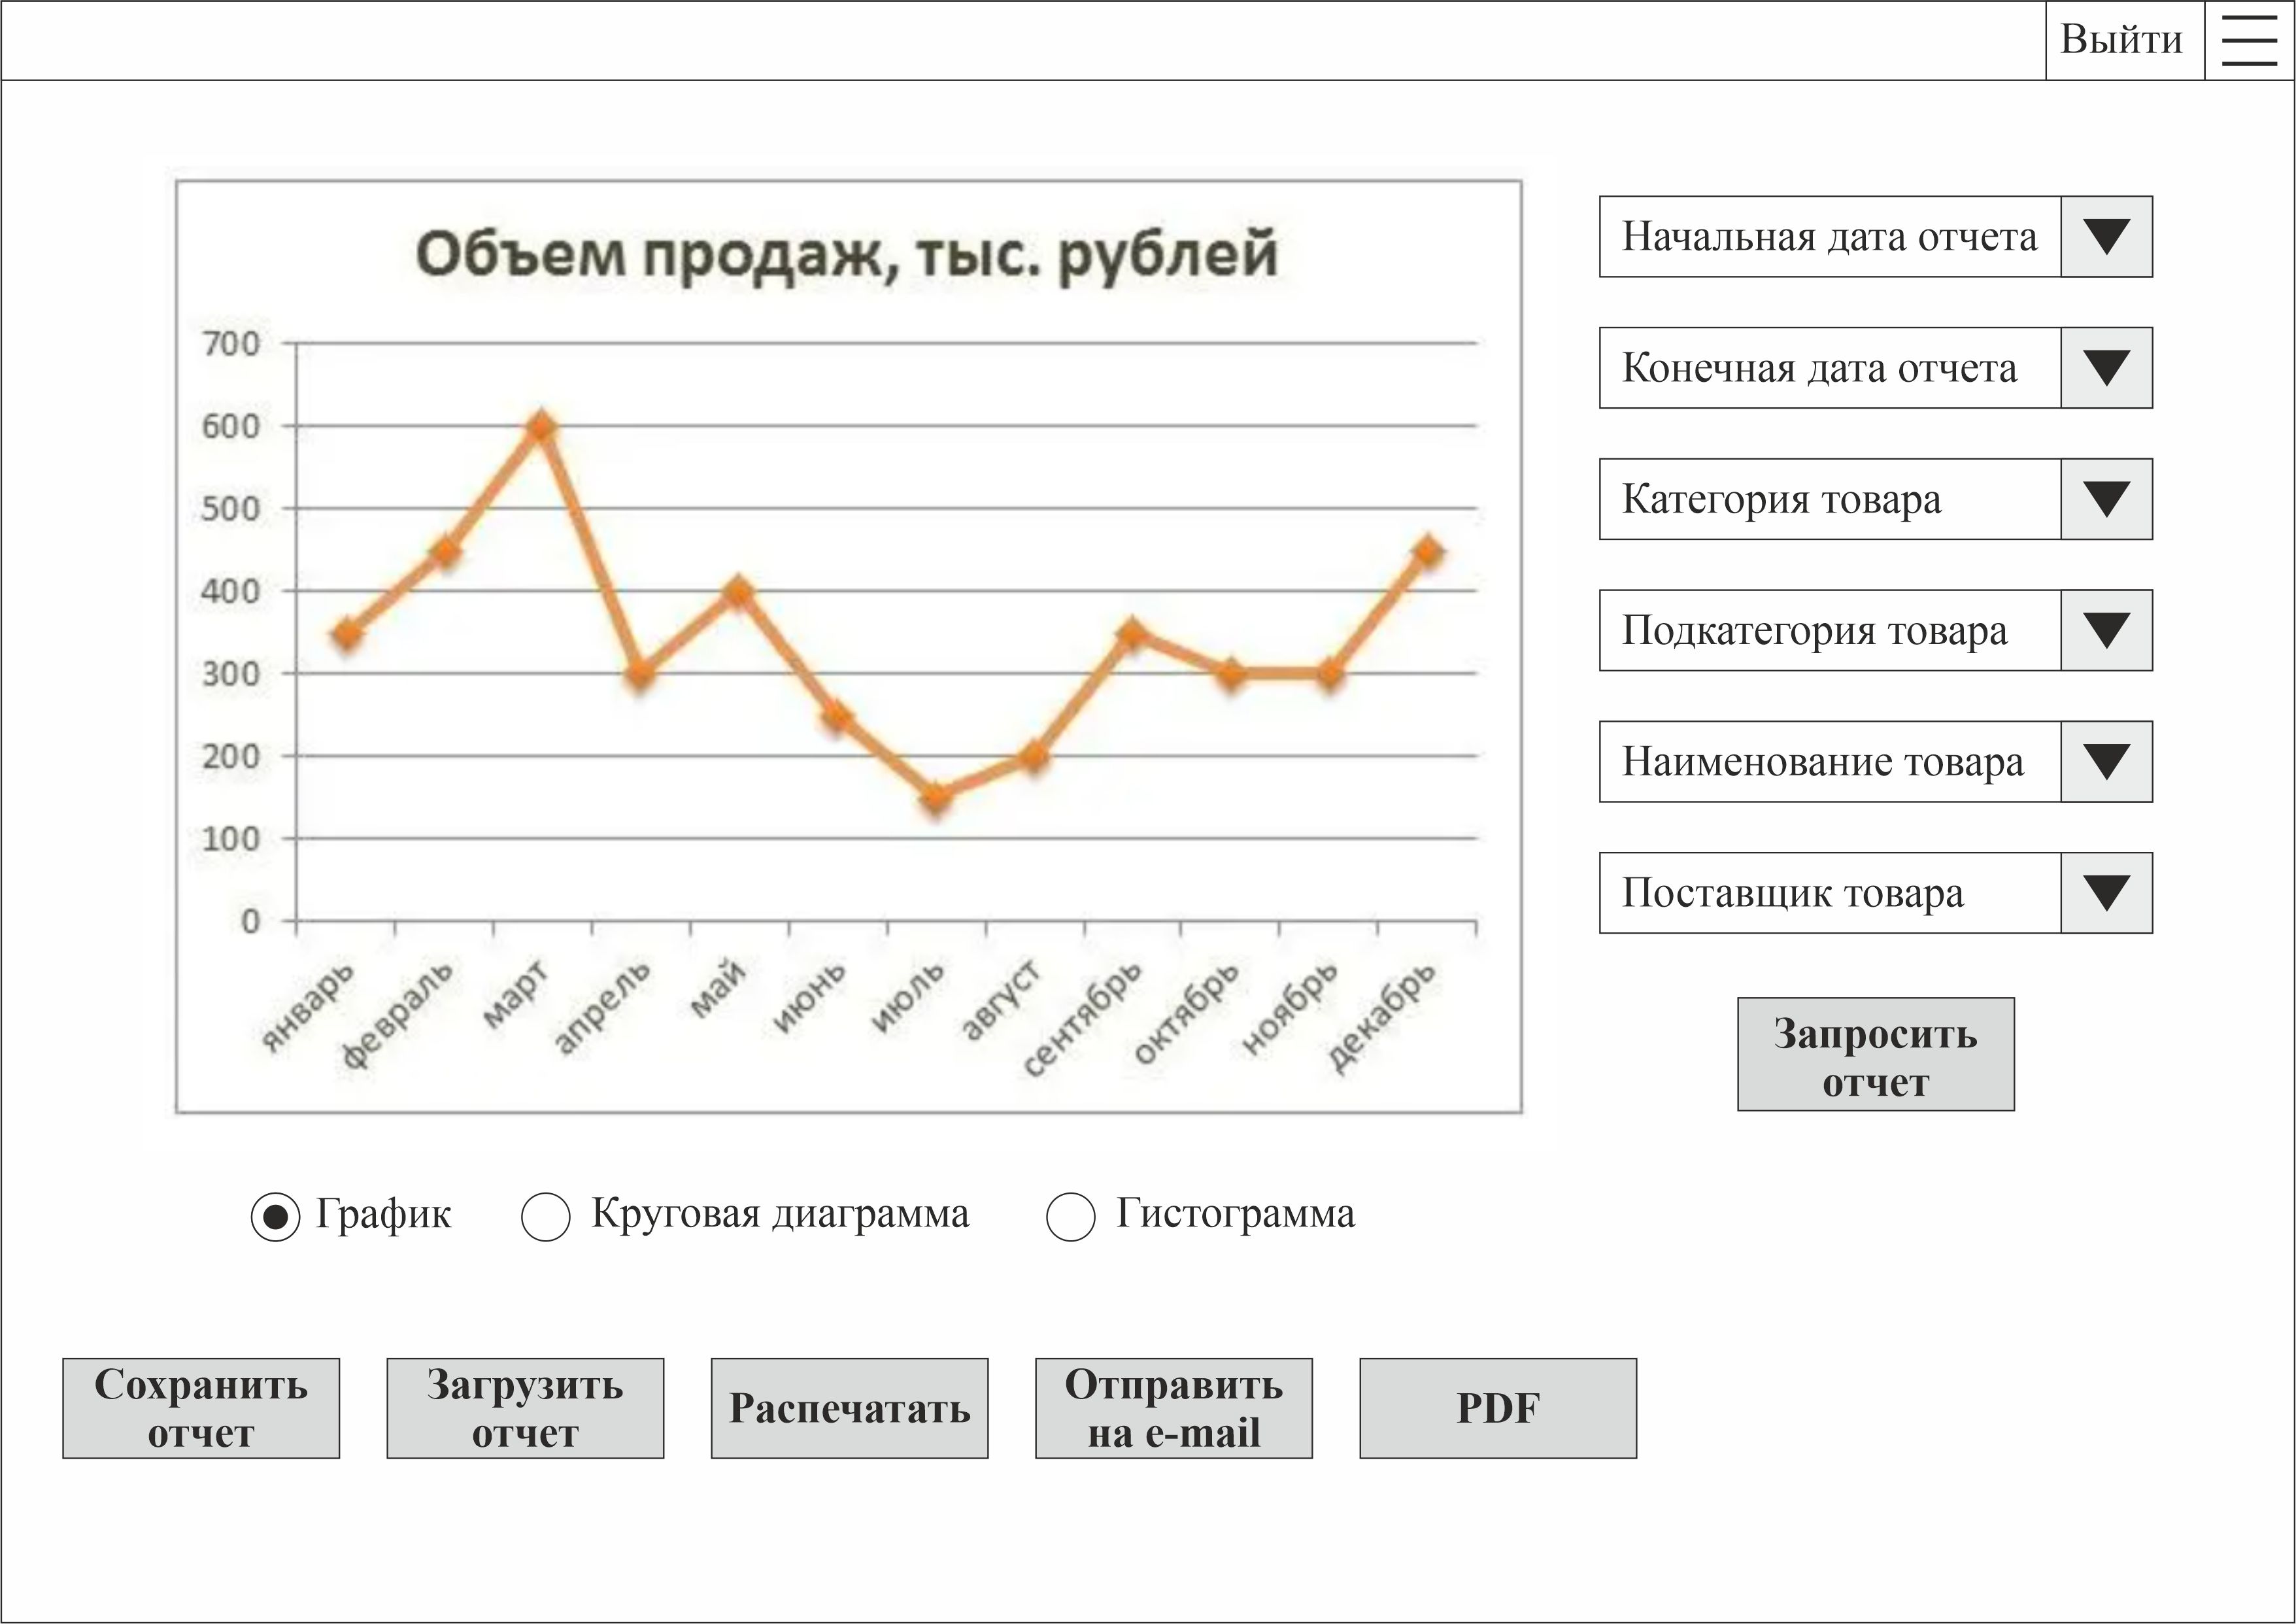 Выйти
Объем продаж, тыс. рублей
700
600
500
400
300
200
100
0
январь
февраль
март
апрель
май
июнь
июль
август
сентябрь
октябрь
ноябрь
декабрь
Начальная дата отчета
Конечная дата отчета
Категория товара
Подкатегория товара
Наименование товара
Поставщик товара
Запросить
отчет
График
Круговая диаграмма
Гистограмма
Сохранить
отчет
Загрузить
отчет
Распечатать
Отправить
на e-mail
PDF